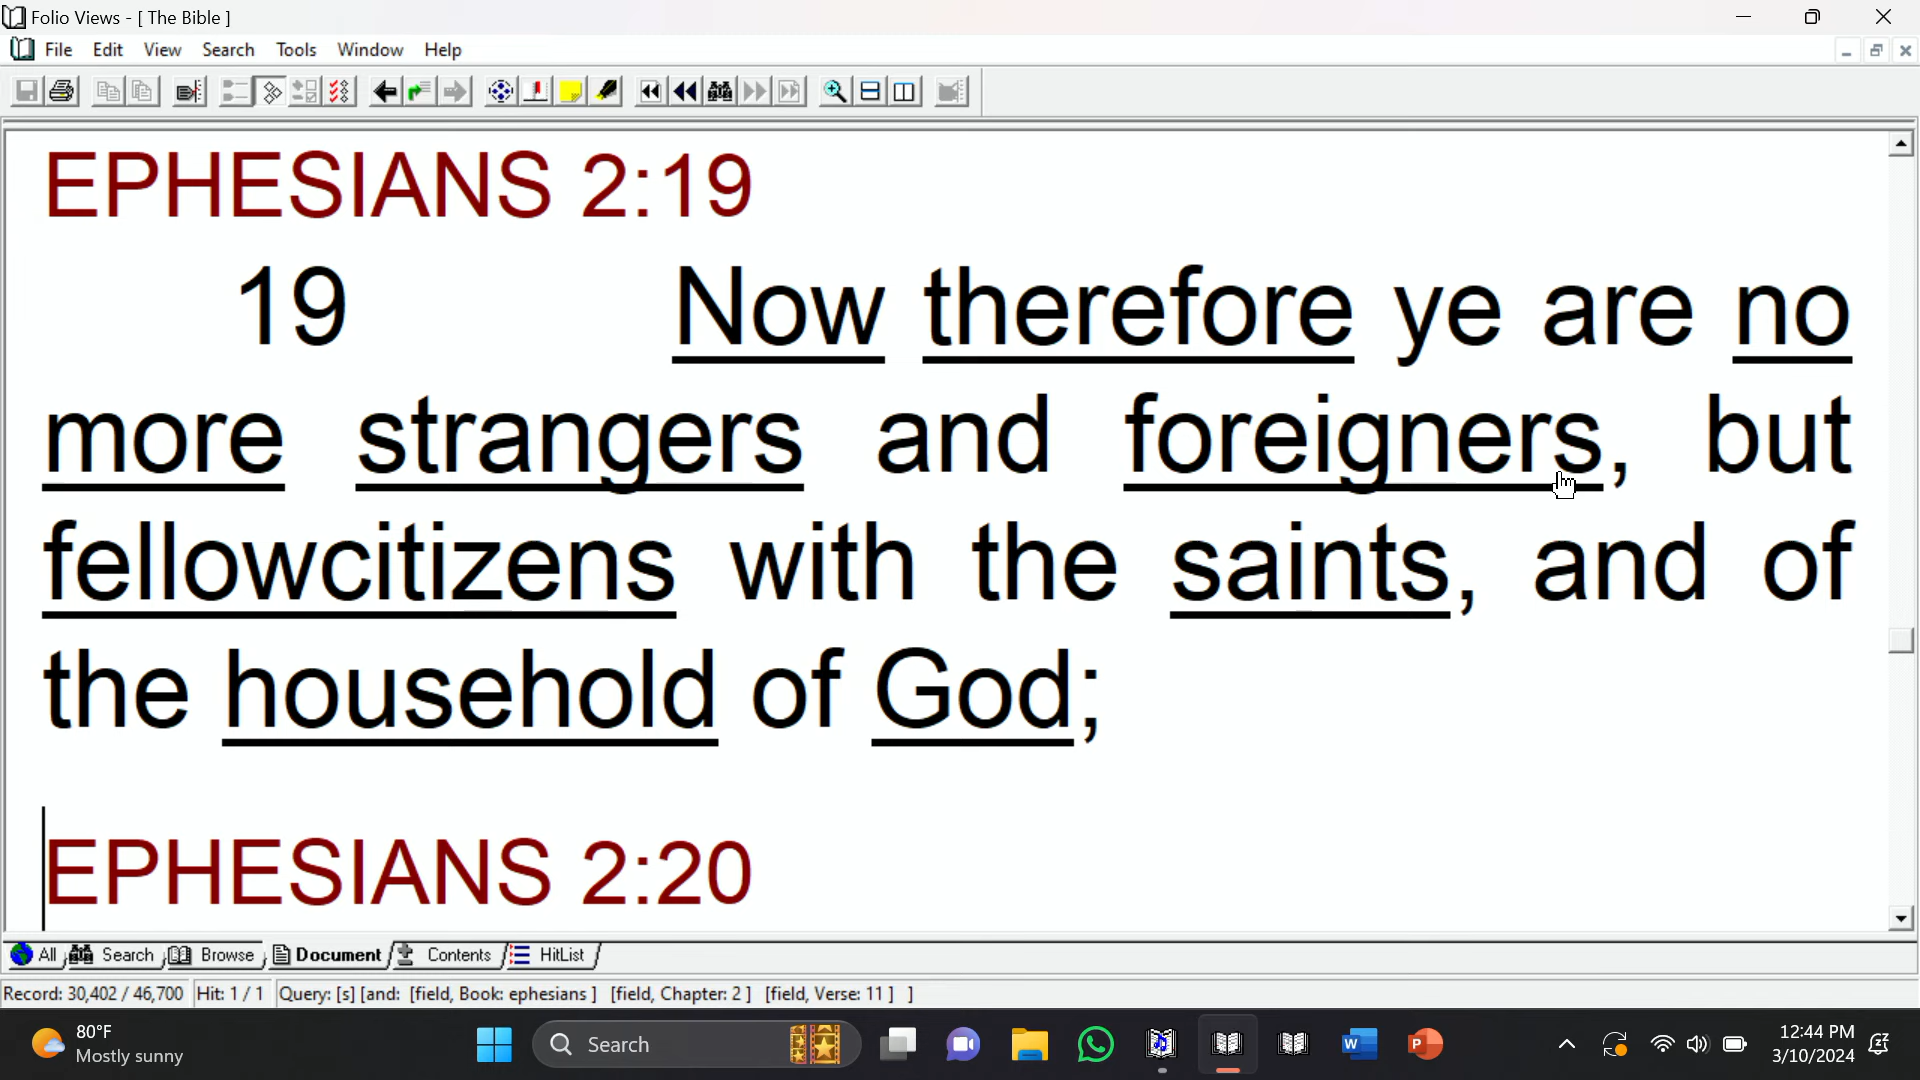 Folio Views - [ The Bible ]
File Edit View Search Tools Window Help
EPHESIANS 2:19
19 Now therefore ye are no
more strangers and foreigners, but
fellowcitizens with the saints, and of
the household of God;
EPHESIANS 2:20
All Search Browse Document Contents HitList
Record: 30,402 / 46,700 Hit: 1 / 1 Query: [s] [and: [field, Book: ephesians ] [field, Chapter: 2 ] [field, Verse: 11 ] ]
80°F
Mostly sunny
Search
12:44 PM
3/10/2024